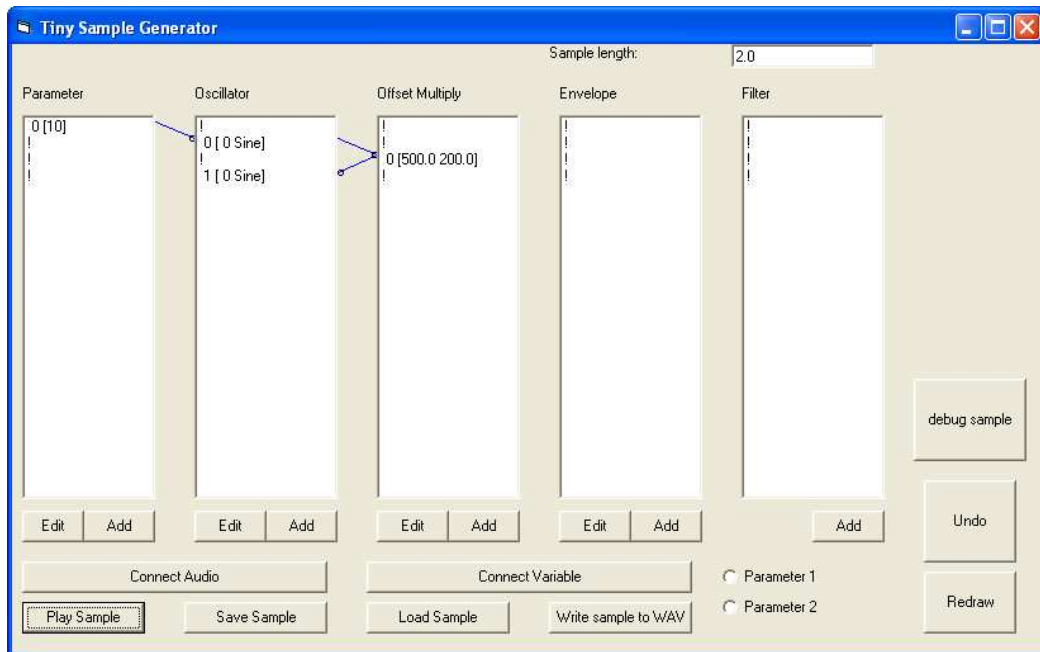 Tiny Sample Generator
Sample length: 2.0
Parameter Oscillator Offset Multiply Envelope Filter
0 [10] ! ! ! !
! 0 [ 0 Sine] ! ! !
! ! 0 [500.0 200.0] ! !
! 1 [ 0 Sine] ! ! !
debug sample
Edit Add Edit Add Edit Add Edit Add Add
Undo
Connect Audio Connect Variable Parameter 1
Play Sample Save Sample Load Sample Write sample to WAV Parameter 2
Redraw